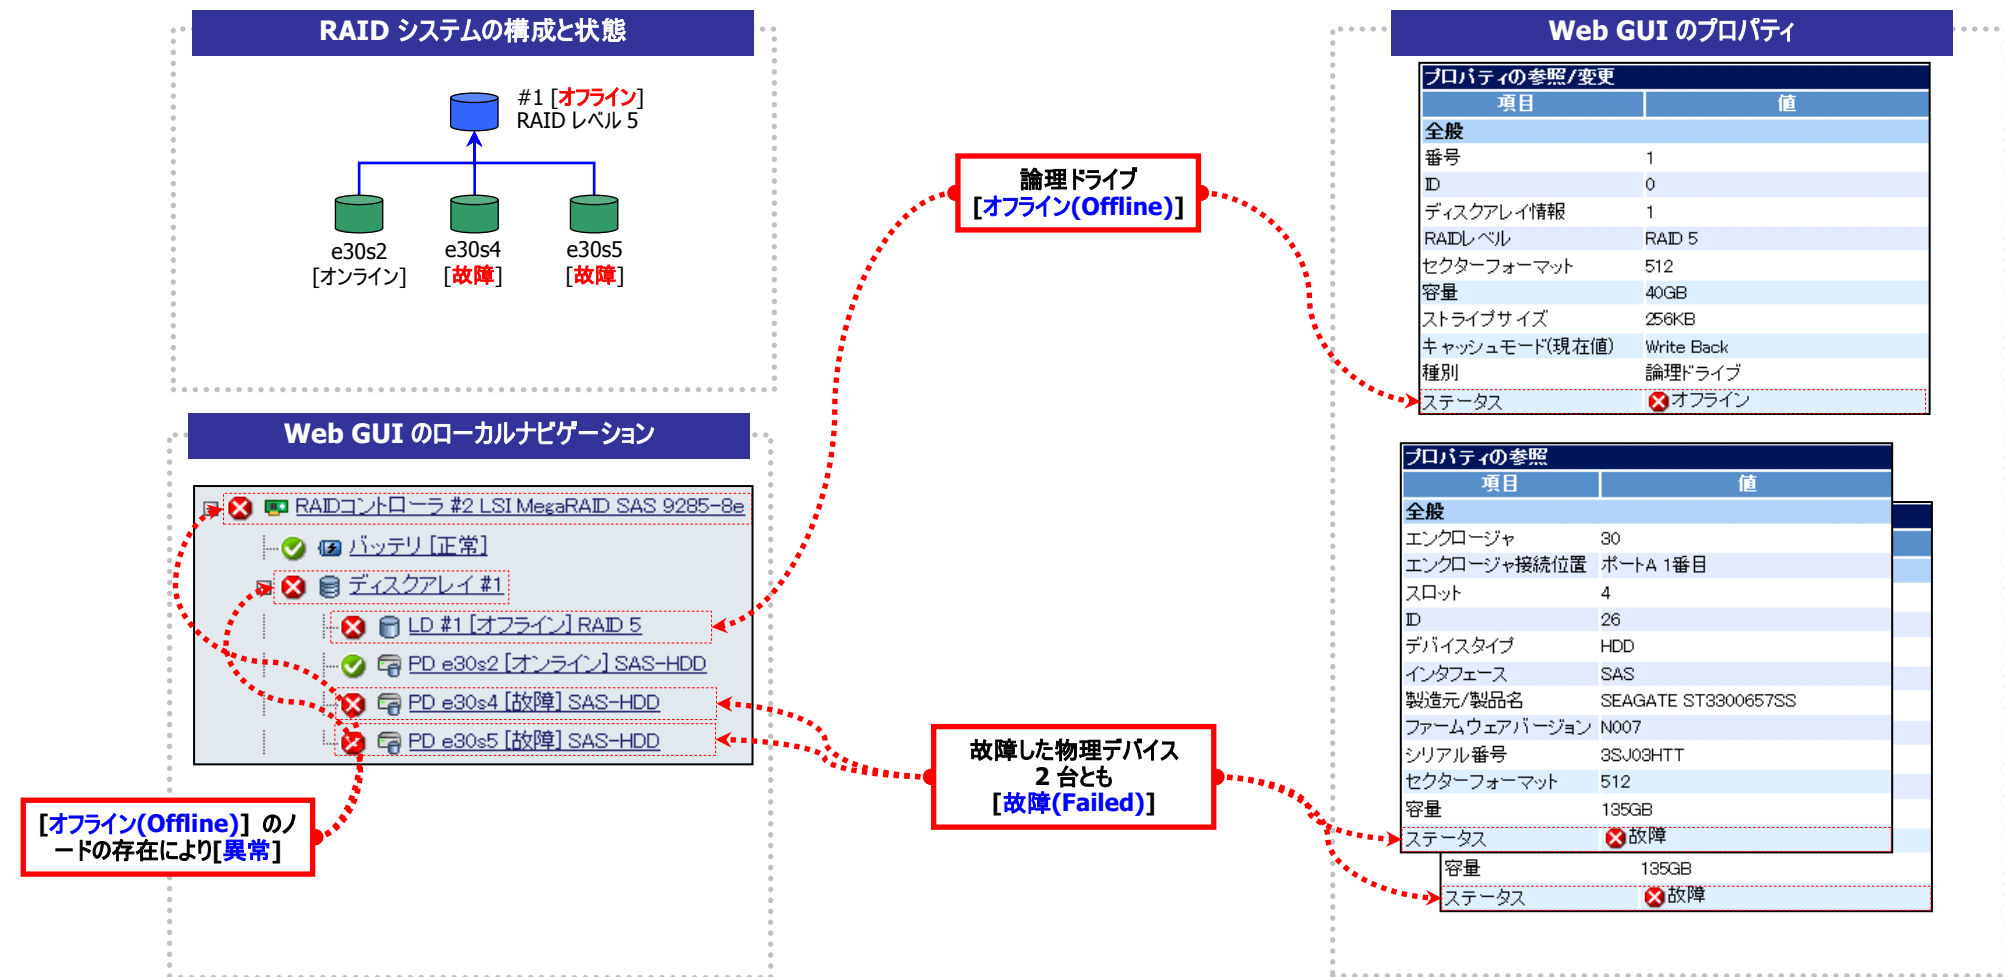 RAID システムの構成と状態
#1 [オフライン]
RAID レベル 5
e30s2
[オンライン]
e30s4
[故障]
e30s5
[故障]
Web GUI のローカルナビゲーション
RAIDコントローラ #2 LSI MegaRAID SAS 9285-8e
バッテリ [正常]
ディスクアレイ #1
LD #1 [オフライン] RAID 5
PD e30s2 [オンライン] SAS-HDD
PD e30s4 [故障] SAS-HDD
PD e30s5 [故障] SAS-HDD
[オフライン(Offline)] のノ
ードの存在により[異常]
論理ドライブ
[オフライン(Offline)]
故障した物理デバイス
2 台とも
[故障(Failed)]
Web GUI のプロパティ
プロパティの参照/変更
項目 値
全般
番号 1
ID 0
ディスクアレイ情報 1
RAIDレベル RAID 5
セクターフォーマット 512
容量 40GB
ストライプサイズ 256KB
キャッシュモード(現在値) Write Back
種別 論理ドライブ
ステータス オフライン
プロパティの参照
項目 値
全般
エンクロージャ 30
エンクロージャ接続位置 ポートA 1番目
スロット 4
ID 26
デバイスタイプ HDD
インタフェース SAS
製造元/製品名 SEAGATE ST3300657SS
ファームウェアバージョン N007
シリアル番号 3SJ03HTT
セクターフォーマット 512
容量 135GB
ステータス 故障
容量 135GB
ステータス 故障